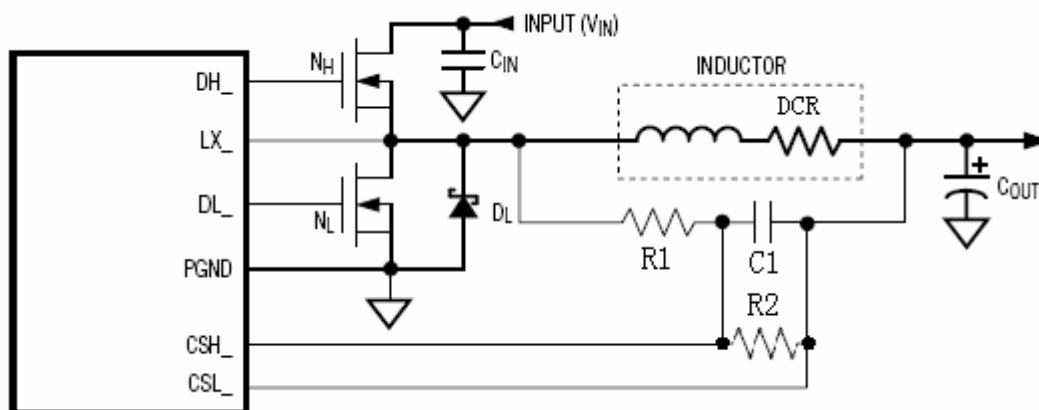 INPUT (VIN)
NH
CIN
INDUCTOR
DCR
DH_
LX_
DL_
NL
DL
+
COUT
R1
C1
PGND
R2
CSH_
CSL_